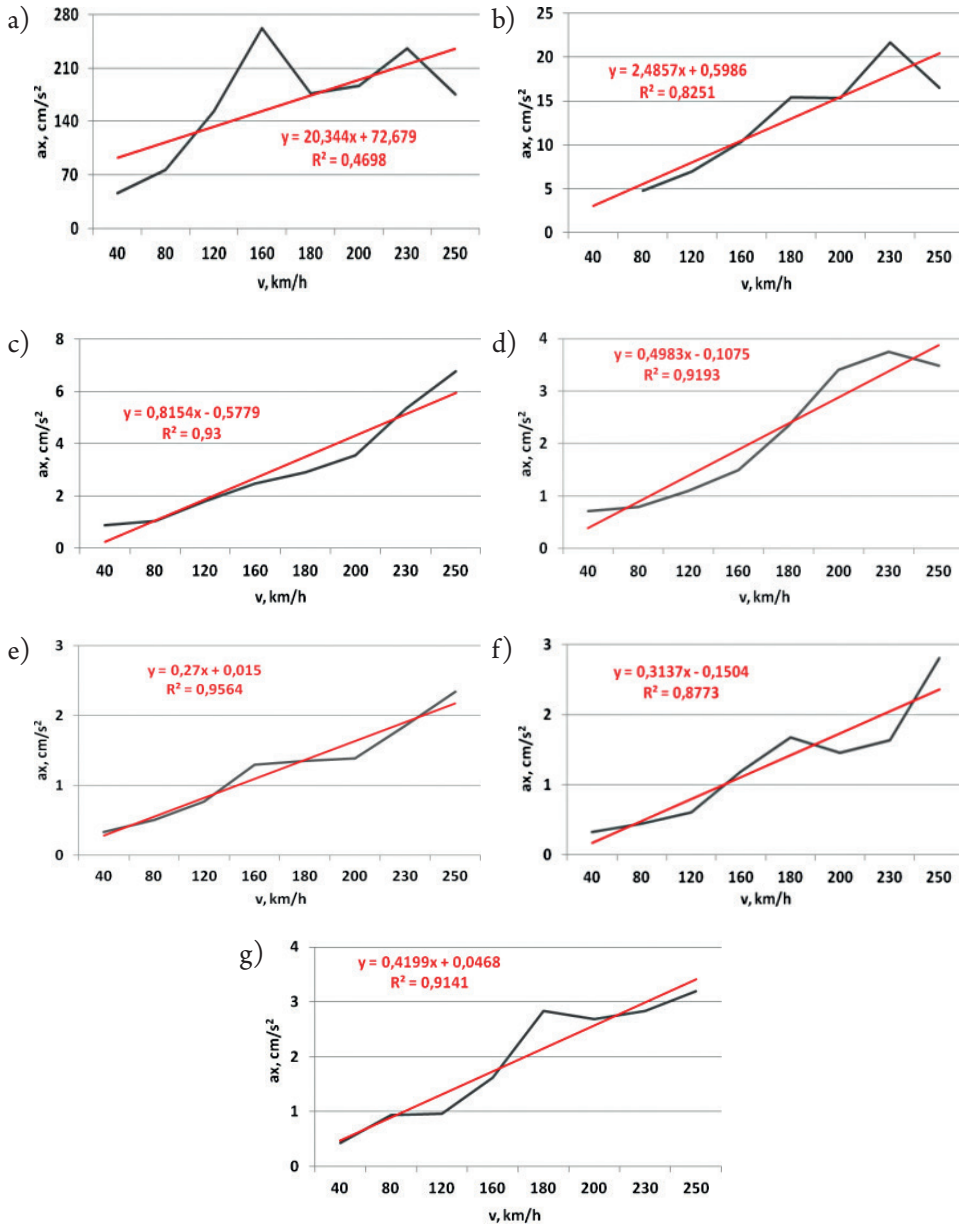 a)
280
210
140
70
0
ax, cm/s²
y = 20,344x + 72,679
R² = 0,4698
40 80 120 160 180 200 230 250
v, km/h
b)
25
20
15
10
5
0
ax, cm/s²
y = 2,4857x + 0,5986
R² = 0,8251
40 80 120 160 180 200 230 250
v, km/h
c)
8
6
4
2
0
ax, cm/s²
y = 0,8154x - 0,5779
R² = 0,93
40 80 120 160 180 200 230 250
v, km/h
d)
4
3
2
1
0
ax, cm/s²
y = 0,4983x - 0,1075
R² = 0,9193
40 80 120 160 180 200 230 250
v, km/h
e)
3
2
1
0
ax, cm/s²
y = 0,27x + 0,015
R² = 0,9564
40 80 120 160 180 200 230 250
v, km/h
f)
3
2
1
0
ax, cm/s²
y = 0,3137x - 0,1504
R² = 0,8773
40 80 120 160 180 200 230 250
v, km/h
g)
4
3
2
1
0
ax, cm/s²
y = 0,4199x + 0,0468
R² = 0,9141
40 80 120 160 180 200 230 250
v, km/h